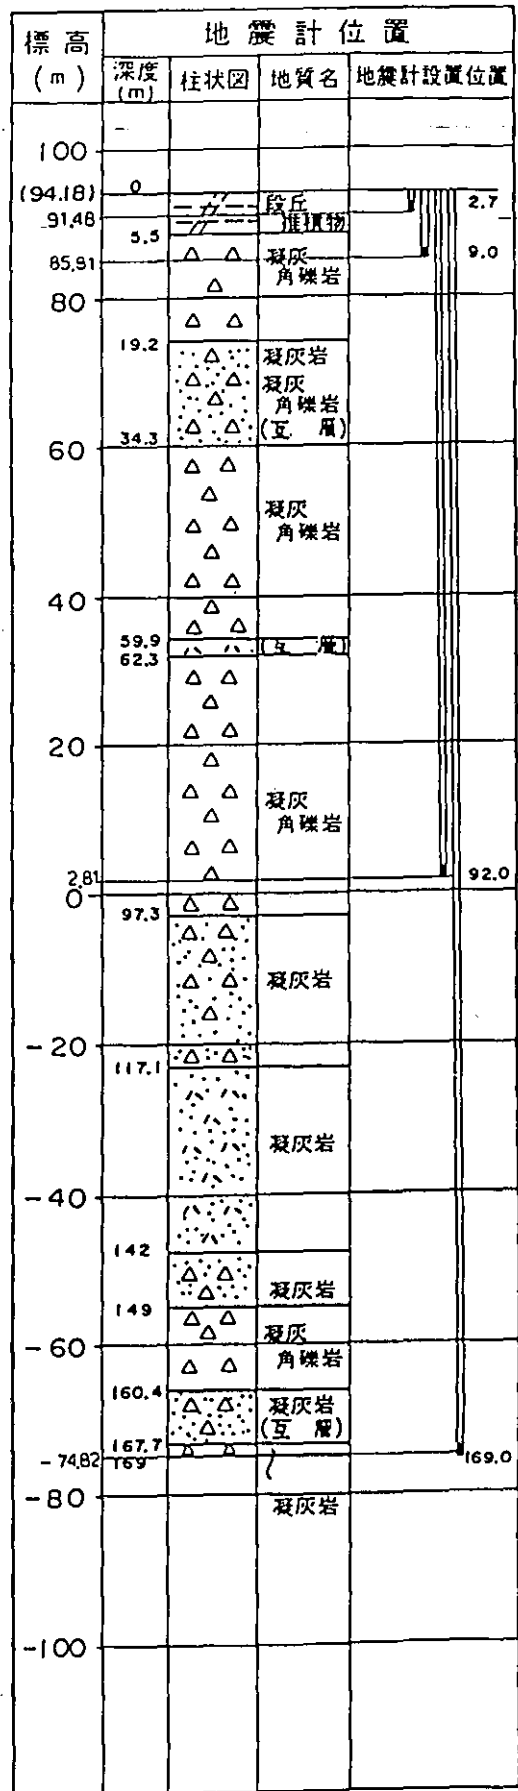 標高
(m)
地震計位置
深度
(m)
柱状図
地質名
地震計設置位置
100
(94.18)
0
段丘
堆積物
2.7
91.48
5.5
85.91
凝灰
角礫岩
9.0
80
19.2
凝灰岩
凝灰
角礫岩
(互層)
34.3
60
凝灰
角礫岩
40
59.9
62.3
(互層)
20
凝灰
角礫岩
2.81
92.0
0
97.3
凝灰岩
-20
117.1
凝灰岩
-40
142
凝灰岩
149
凝灰
角礫岩
-60
160.4
凝灰岩
(互層)
167.7
-74.82
169
169.0
-80
凝灰岩
-100